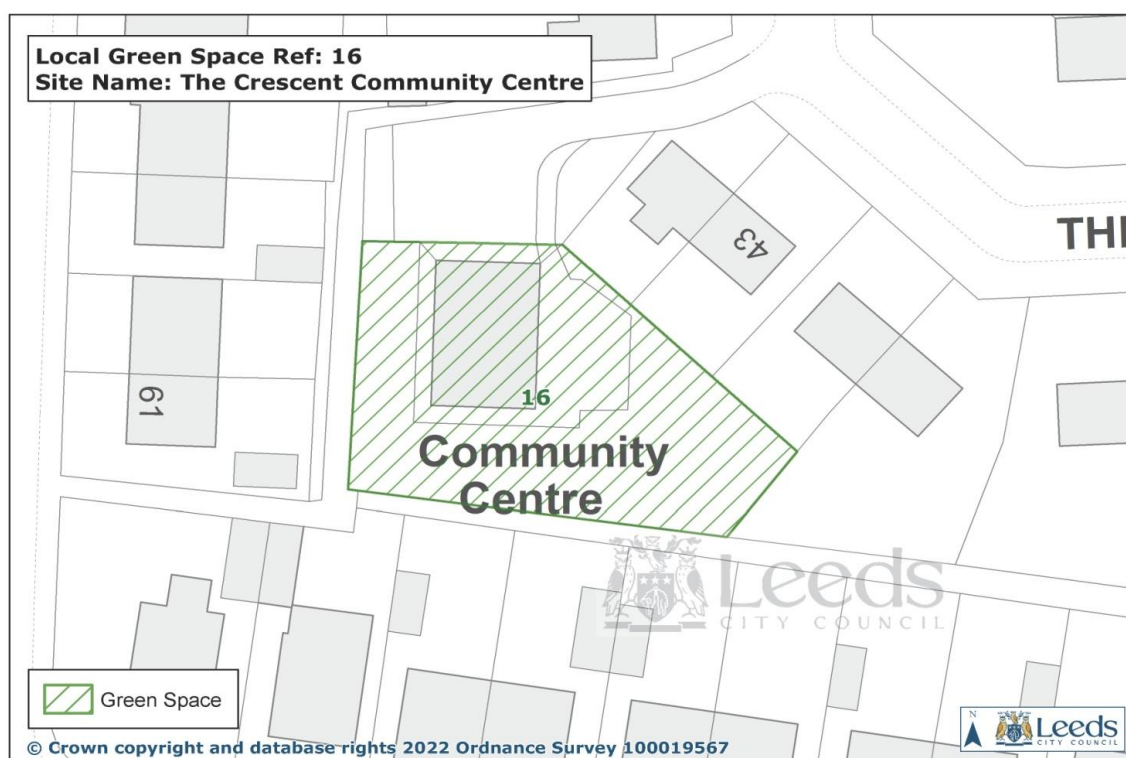 Local Green Space Ref: 16
Site Name: The Crescent Community Centre
THE
43
61
16
Community
Centre
Leeds
CITY COUNCIL
Green Space
N
Leeds
CITY COUNCIL
© Crown copyright and database rights 2022 Ordnance Survey 100019567